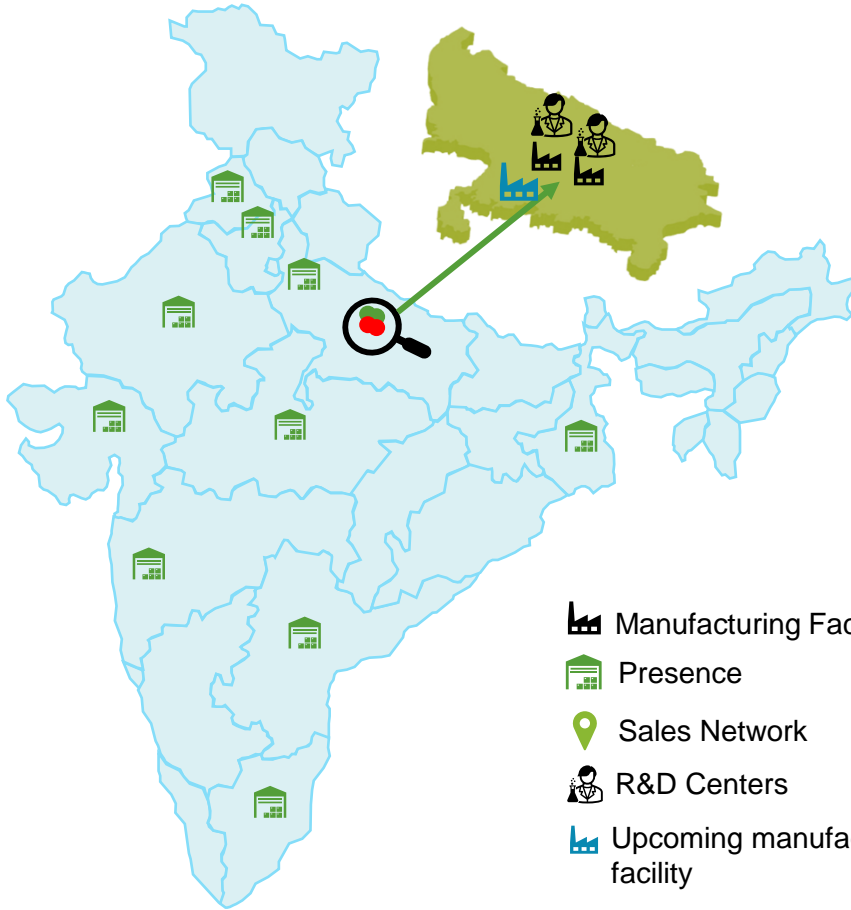 Manufacturing Fac
Presence
Sales Network
R&D Centers
Upcoming manufa
facility